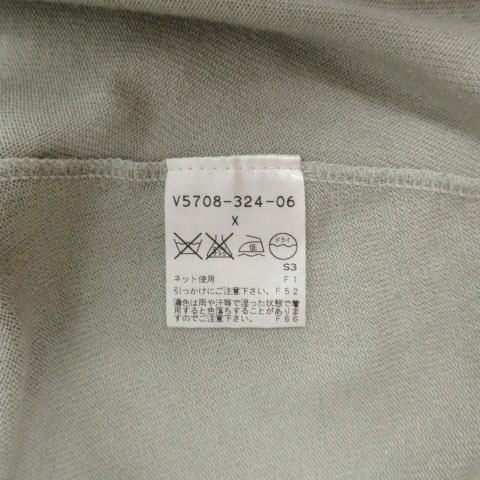 V5708-324-06
X
ドライ
S3
ネット使用 F1
引っかけにご注意下さい。F52
濃色は雨や汗等で湿った状態で着
用すると色落ちすることがありま
すのでご注意下さい。 F66